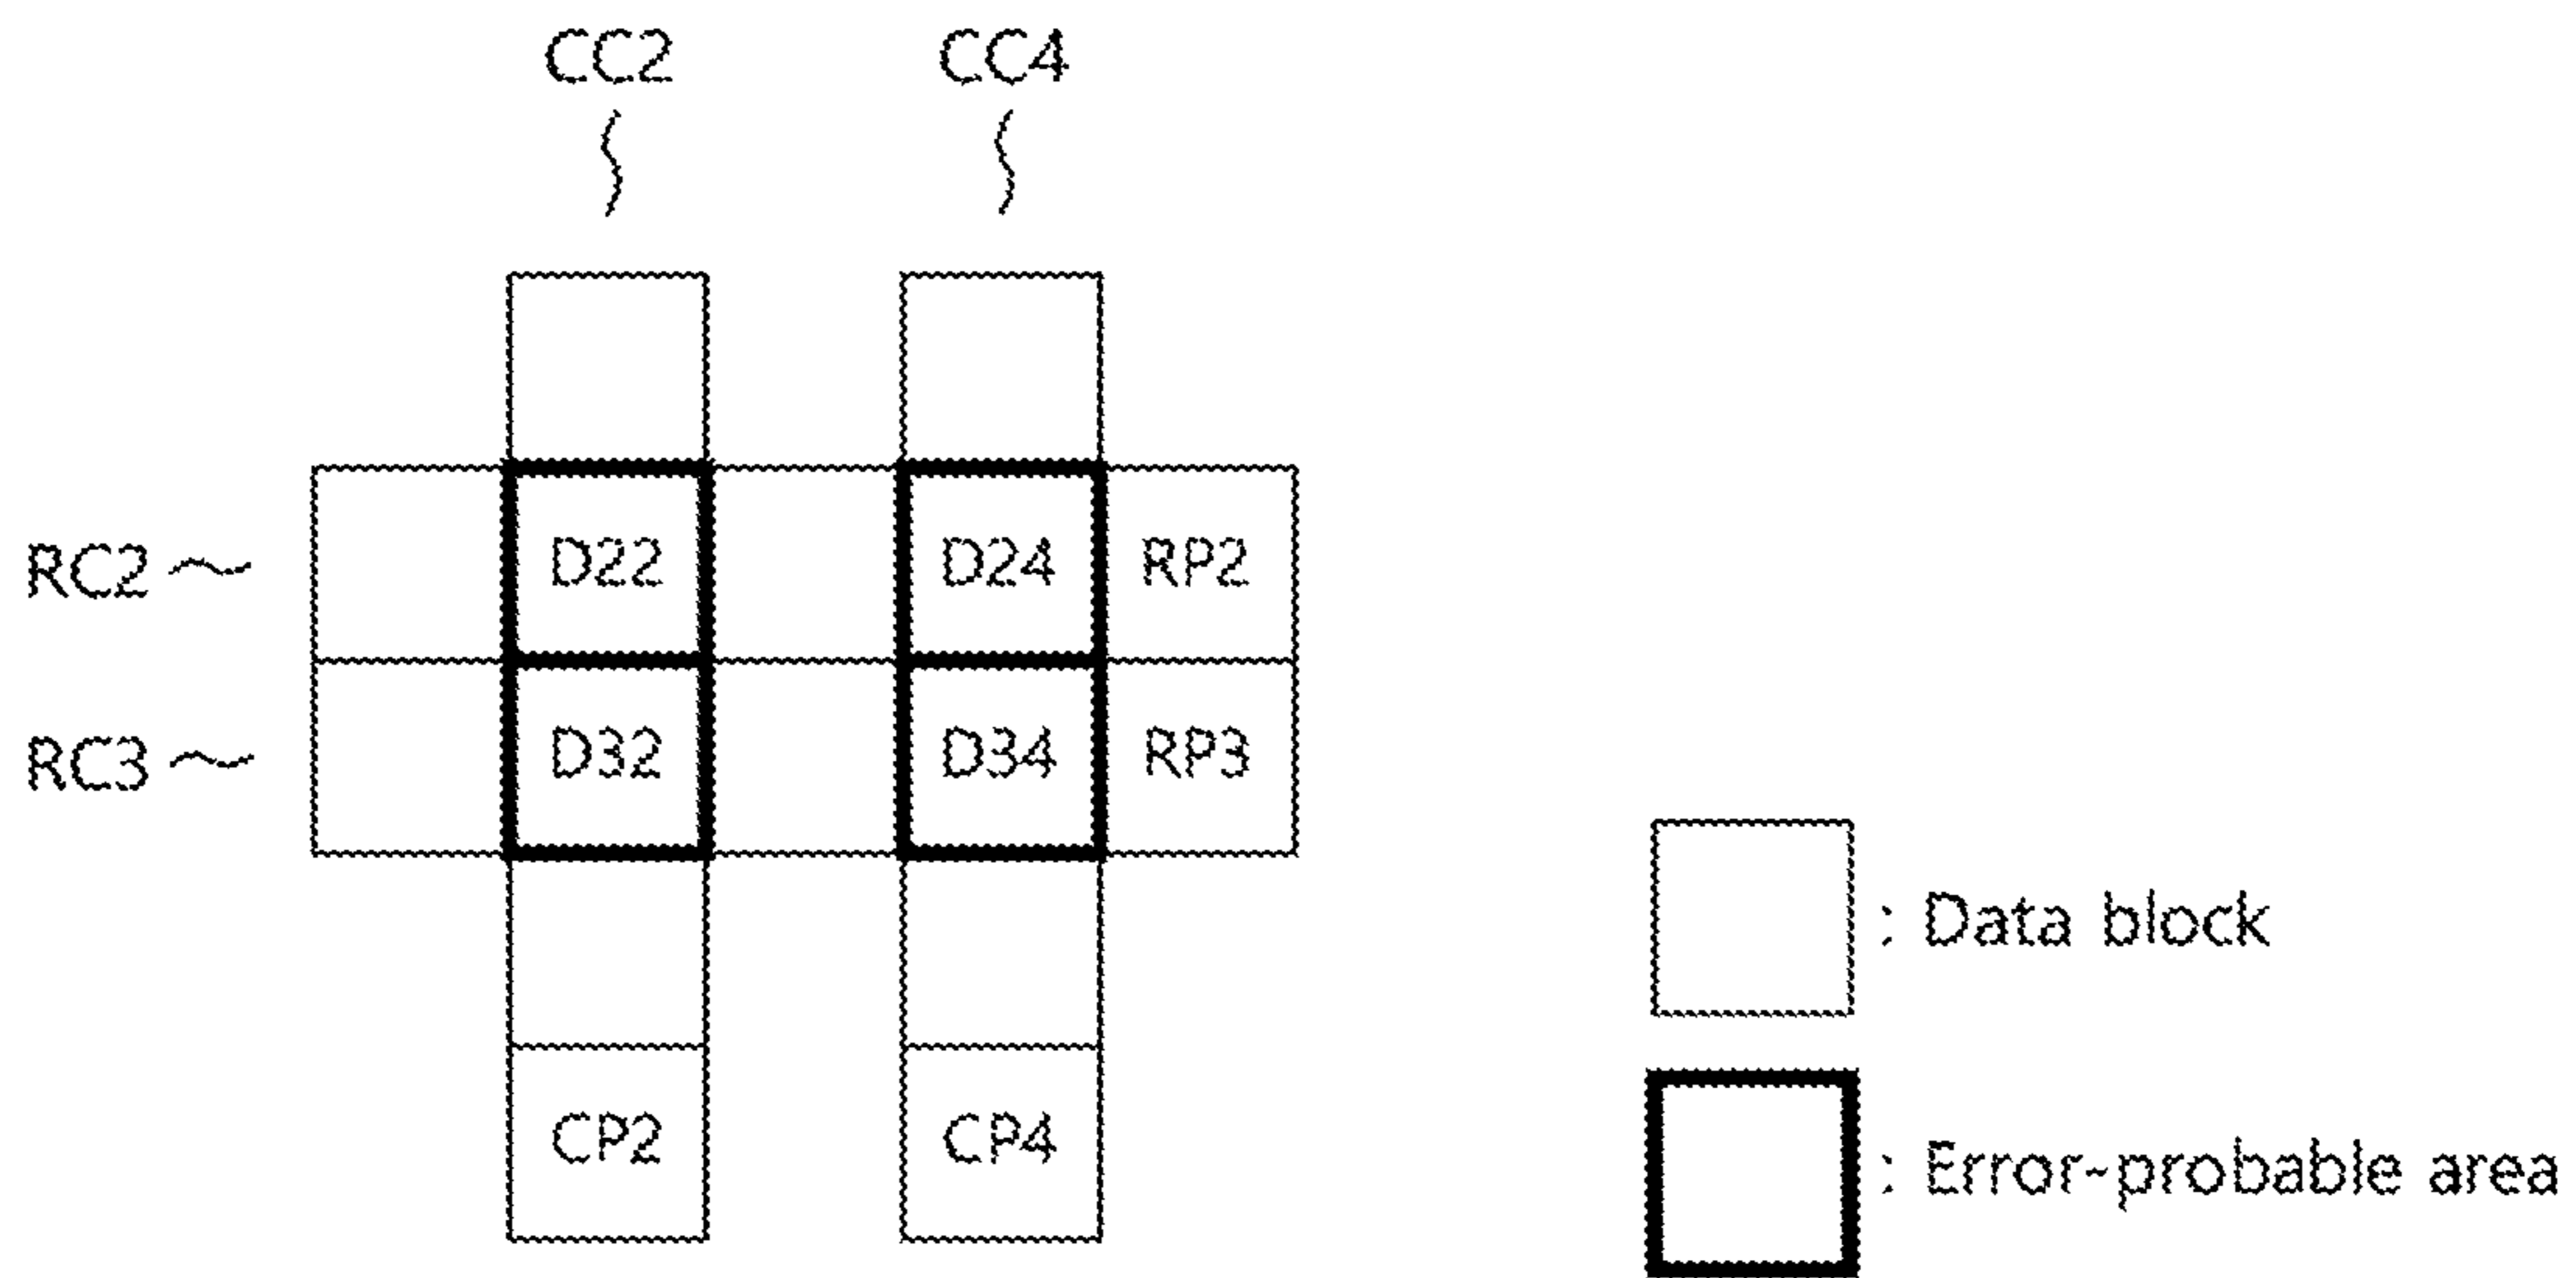 CC2 CC4
RC2 D22 D24 RP2
RC3 D32 D34 RP3
: Data block
CP2 CP4
: Error-probable area